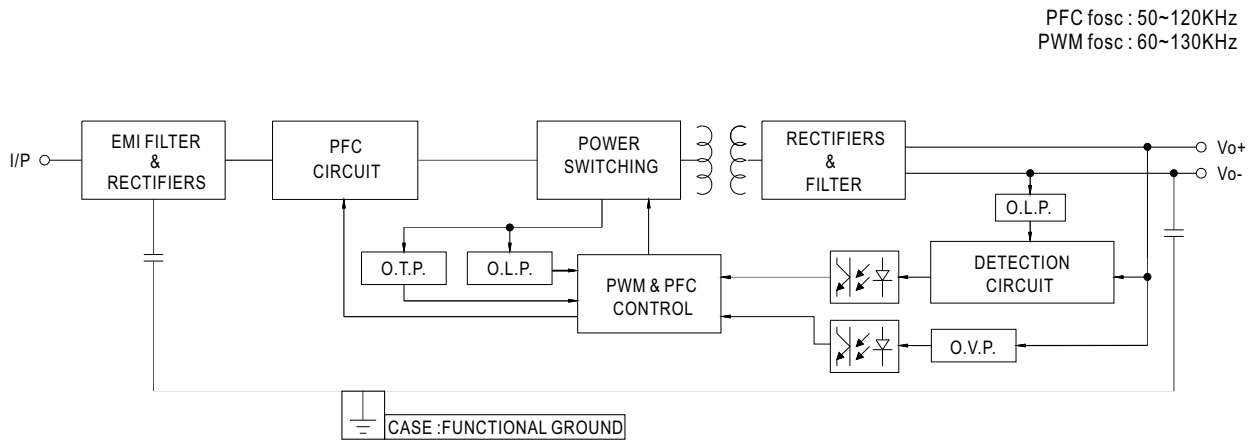 PFC fosc : 50~120KHz
PWM fosc : 60~130KHz
I/P
EMI FILTER
&
RECTIFIERS
PFC
CIRCUIT
POWER
SWITCHING
RECTIFIERS
&
FILTER
Vo+
Vo-
O.L.P.
O.T.P.
O.L.P.
PWM & PFC
CONTROL
DETECTION
CIRCUIT
O.V.P.
CASE :FUNCTIONAL GROUND